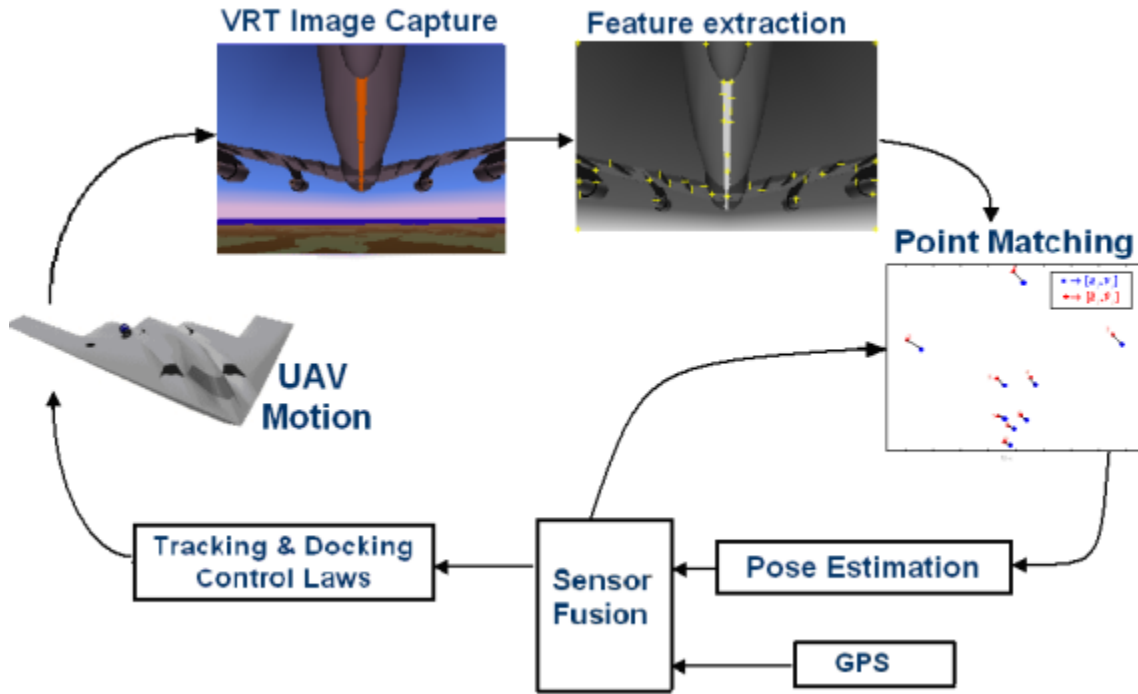 VRT Image Capture
Feature extraction
Point Matching
UAV
Motion
Tracking & Docking
Control Laws
Sensor
Fusion
Pose Estimation
GPS